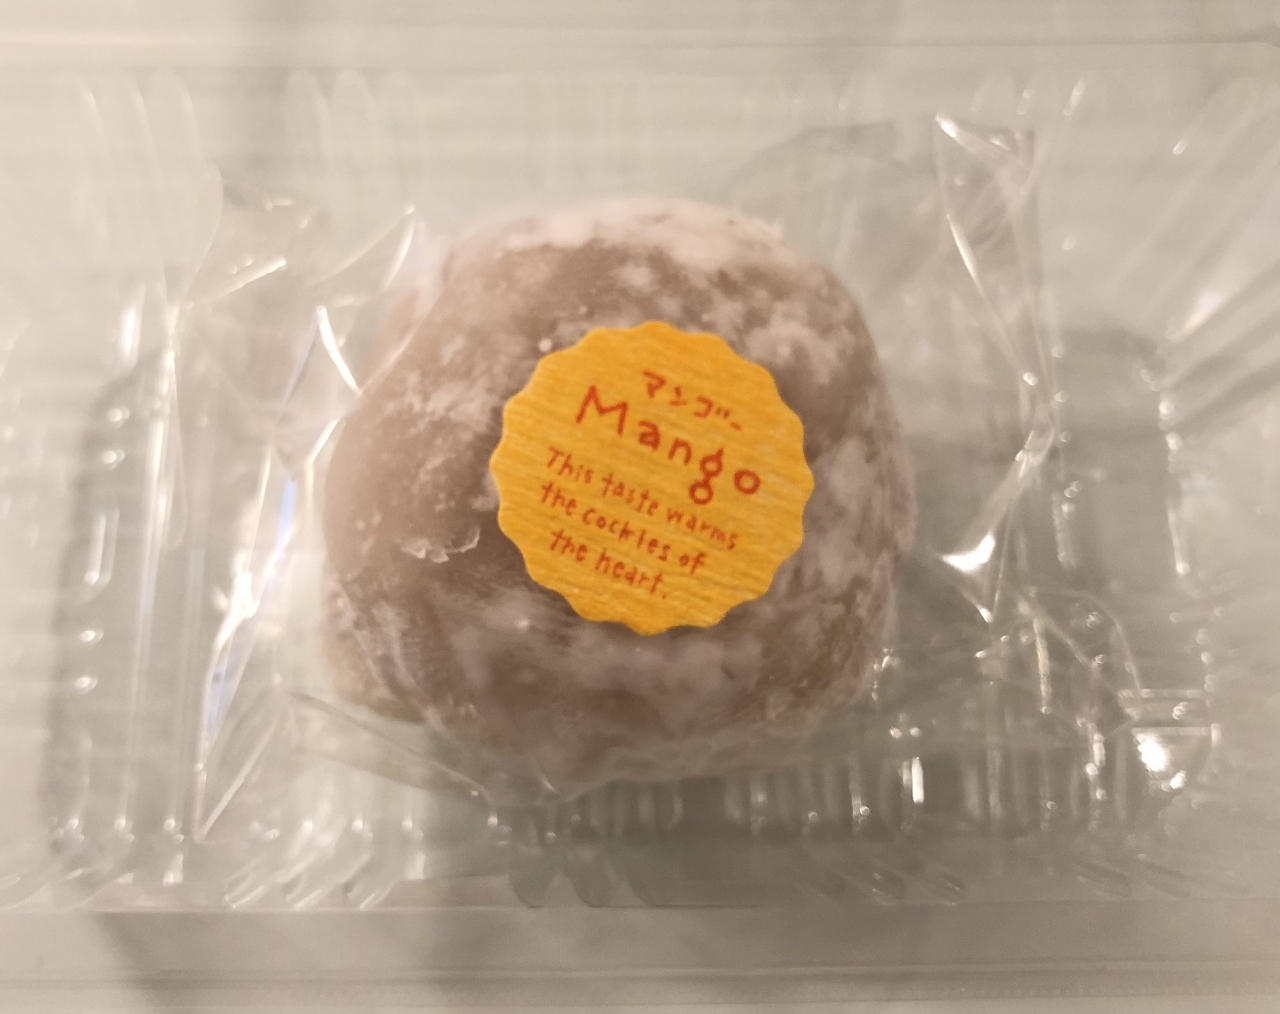 マンゴー
Mango
This taste warms
the cockles of
the heart.